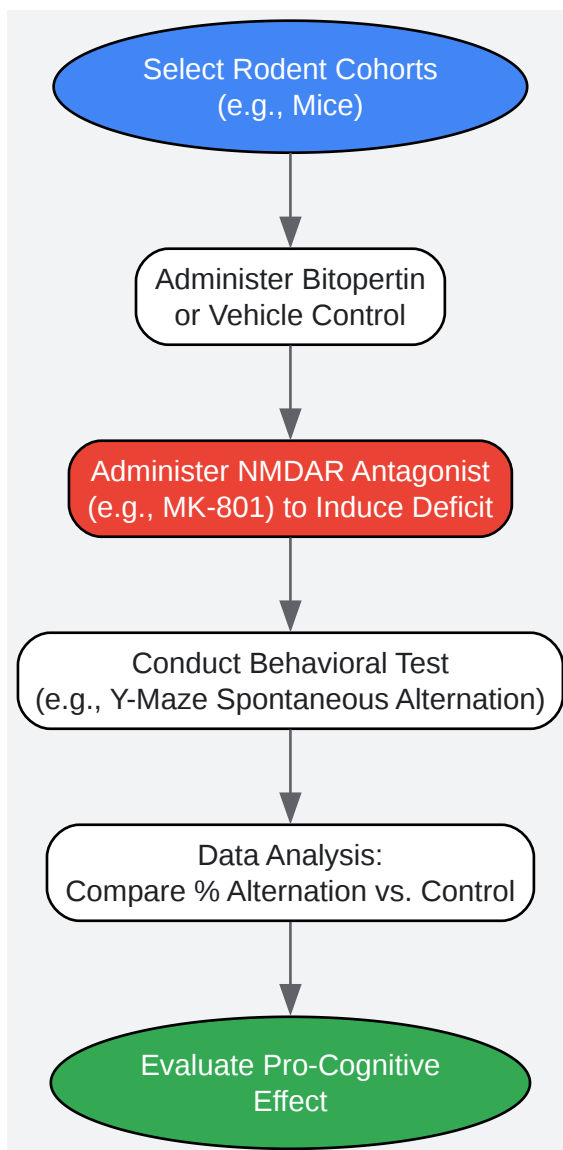 Select Rodent Cohorts
(e.g., Mice)
Administer Bitopertin
or Vehicle Control
Administer NMDAR Antagonist
(e.g., MK-801) to Induce Deficit
Conduct Behavioral Test
(e.g., Y-Maze Spontaneous Alternation)
Data Analysis:
Compare % Alternation vs. Control
Evaluate Pro-Cognitive
Effect